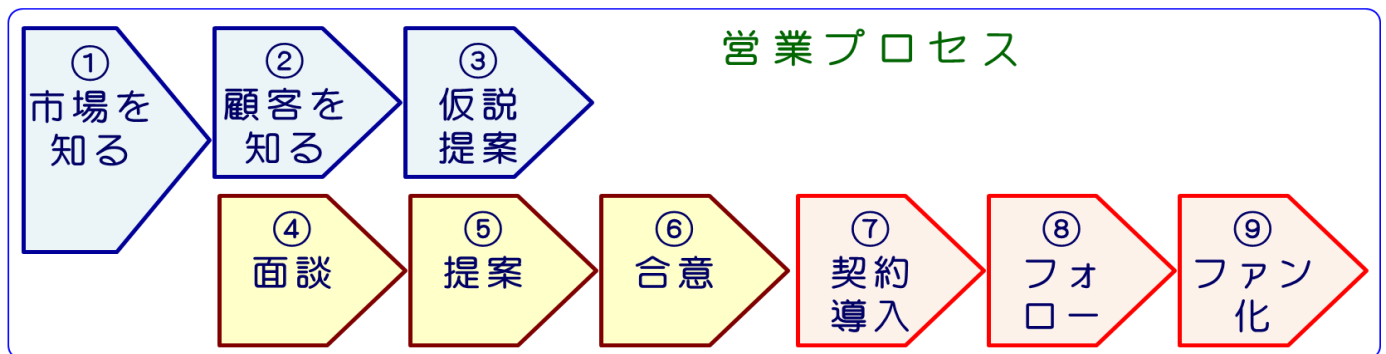 営業プロセス
①
市場を
知る
②
顧客を
知る
③
仮説
提案
④
面談
⑤
提案
⑥
合意
⑦
契約
導入
⑧
フォ
ロー
⑨
ファン
化